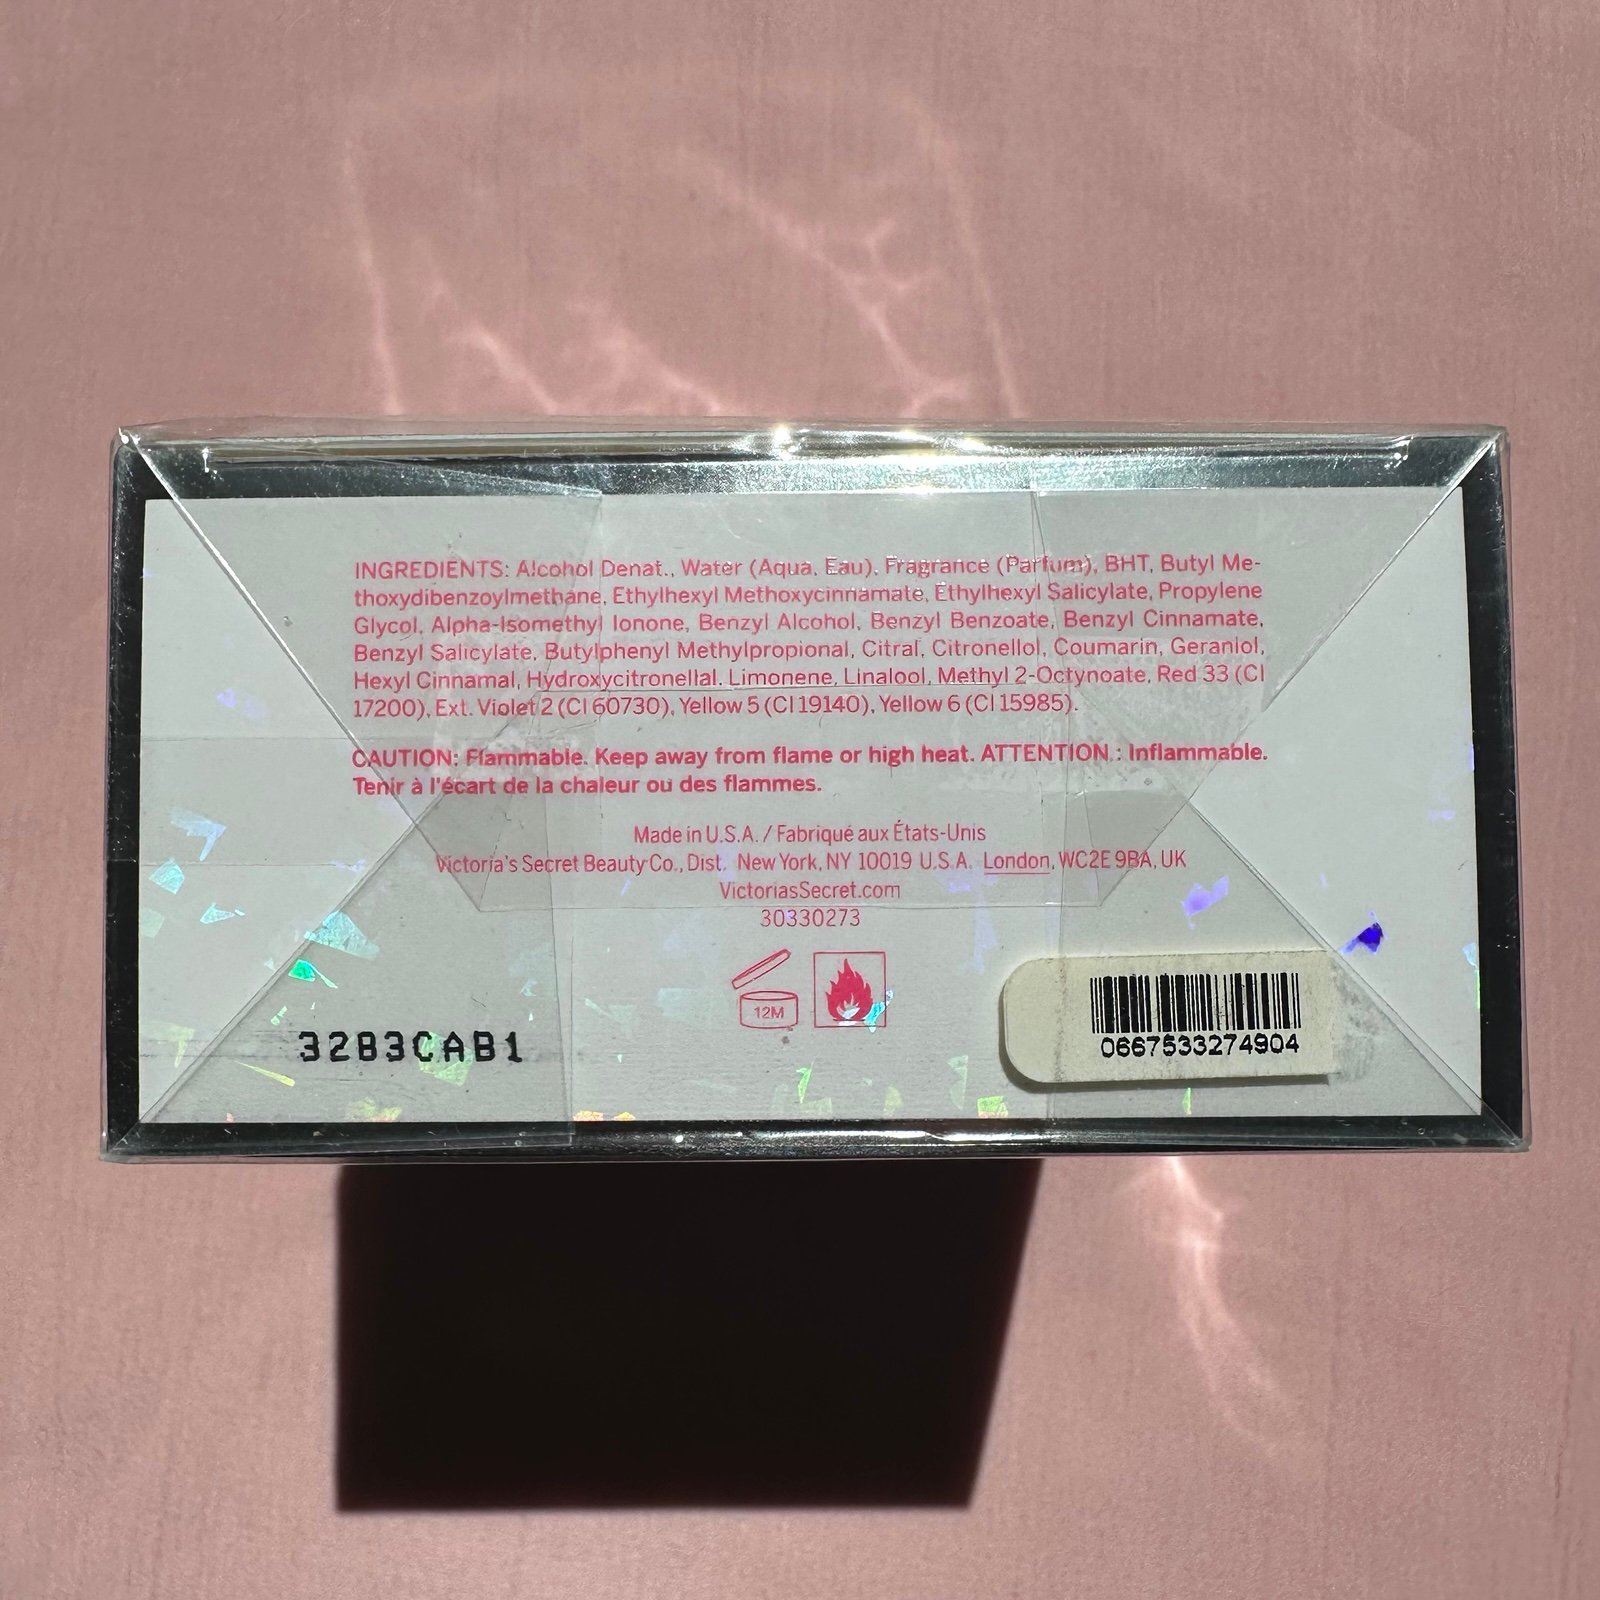 INGREDIENTS: Alcohol Denat., Water (Aqua, Eau), Fragrance (Parfum), BHT, Butyl Me-
thoxydibenzoylmethane, Ethylhexyl Methoxycinnamate, Ethylhexyl Salicylate, Propylene
Glycol, Alpha-Isomethyl Ionone, Benzyl Alcohol, Benzyl Benzoate, Benzyl Cinnamate,
Benzyl Salicylate, Butylphenyl Methylpropional, Citral, Citronellol, Coumarin, Geraniol,
Hexyl Cinnamal, Hydroxycitronellal, Limonene, Linalool, Methyl 2-Octynoate, Red 33 (CI
17200), Ext. Violet 2 (CI 60730), Yellow 5 (CI 19140), Yellow 6 (CI 15985).
CAUTION: Flammable. Keep away from flame or high heat. ATTENTION : Inflammable.
Tenir à l'écart de la chaleur ou des flammes.
Made in U.S.A. / Fabriqué aux États-Unis
Victoria's Secret Beauty Co., Dist. New York, NY 10019 U.S.A. London, WC2E 9BA, UK
VictoriasSecret.com
30330273
12M
3283CAB1
0667533274904